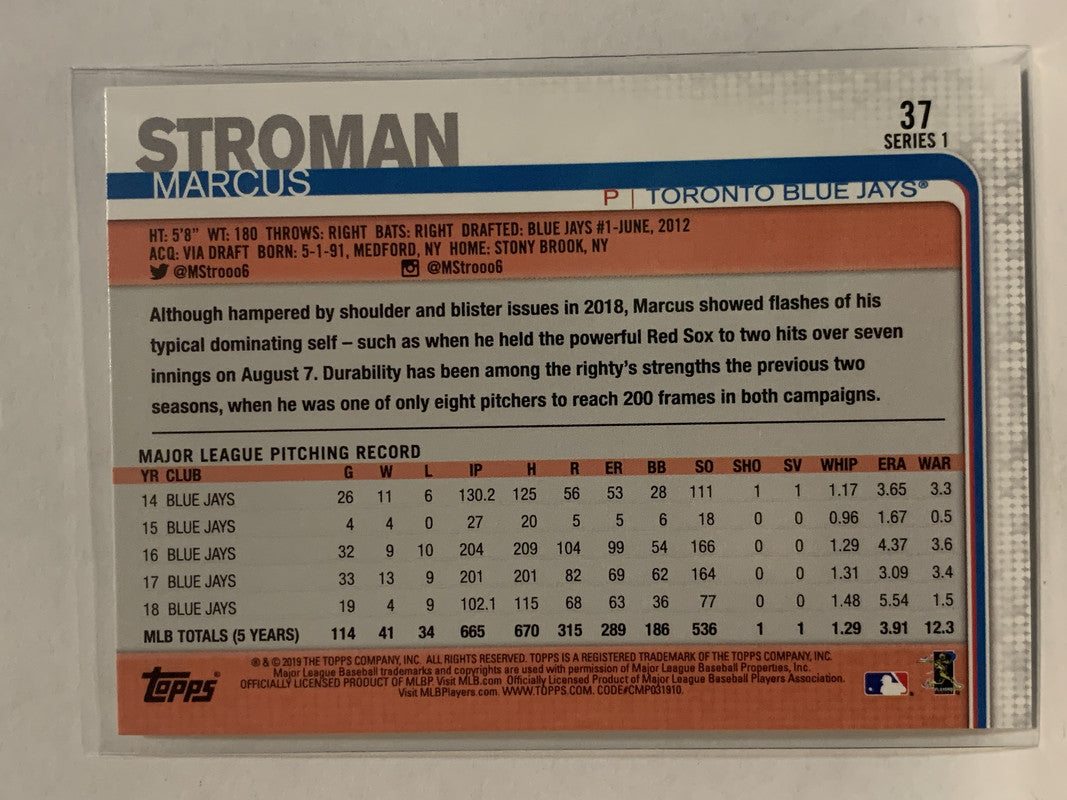 37
SERIES 1
STROMAN
MARCUS
P | TORONTO BLUE JAYS®
HT: 5'8" WT: 180 THROWS: RIGHT BATS: RIGHT DRAFTED: BLUE JAYS #1-JUNE, 2012
ACQ: VIA DRAFT BORN: 5-1-91, MEDFORD, NY HOME: STONY BROOK, NY
@MStrooo6 @MStrooo6
Although hampered by shoulder and blister issues in 2018, Marcus showed flashes of his
typical dominating self – such as when he held the powerful Red Sox to two hits over seven
innings on August 7. Durability has been among the righty's strengths the previous two
seasons, when he was one of only eight pitchers to reach 200 frames in both campaigns.
MAJOR LEAGUE PITCHING RECORD
YR CLUB G W L IP H R ER BB SO SHO SV WHIP ERA WAR
14 BLUE JAYS 26 11 6 130.2 125 56 53 28 111 1 1 1.17 3.65 3.3
15 BLUE JAYS 4 4 0 27 20 5 5 6 18 0 0 0.96 1.67 0.5
16 BLUE JAYS 32 9 10 204 209 104 99 54 166 0 0 1.29 4.37 3.6
17 BLUE JAYS 33 13 9 201 201 82 69 62 164 0 0 1.31 3.09 3.4
18 BLUE JAYS 19 4 9 102.1 115 68 63 36 77 0 0 1.48 5.54 1.5
MLB TOTALS (5 YEARS) 114 41 34 665 670 315 289 186 536 1 1 1.29 3.91 12.3
® & © 2019 THE TOPPS COMPANY, INC. ALL RIGHTS RESERVED. TOPPS IS A REGISTERED TRADEMARK OF THE TOPPS COMPANY, INC.
Major League Baseball trademarks and copyrights are used with permission of Major League Baseball Properties, Inc.
OFFICIALLY LICENSED PRODUCT OF MLBP. Visit MLB.com Officially Licensed Product of Major League Baseball Players Association.
Visit MLBPlayers.com. WWW.TOPPS.COM. CODE#CMP031910.
Topps®